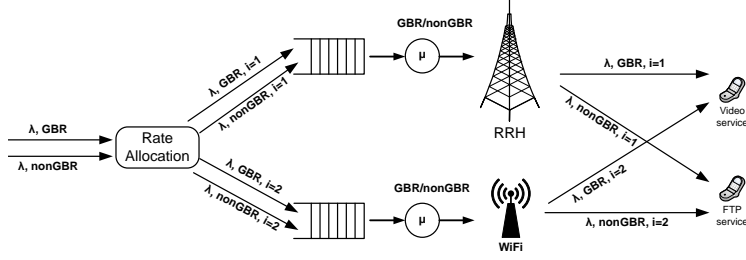 λ, GBR
λ, nonGBR
Rate
Allocation
λ, GBR, i=1
λ, nonGBR, i=1
λ, GBR, i=2
λ, nonGBR, i=2
GBR/nonGBR
μ
RRH
GBR/nonGBR
μ
WiFi
λ, GBR, i=1
λ, nonGBR, i=1
λ, GBR, i=2
λ, nonGBR, i=2
Video
service
FTP
service